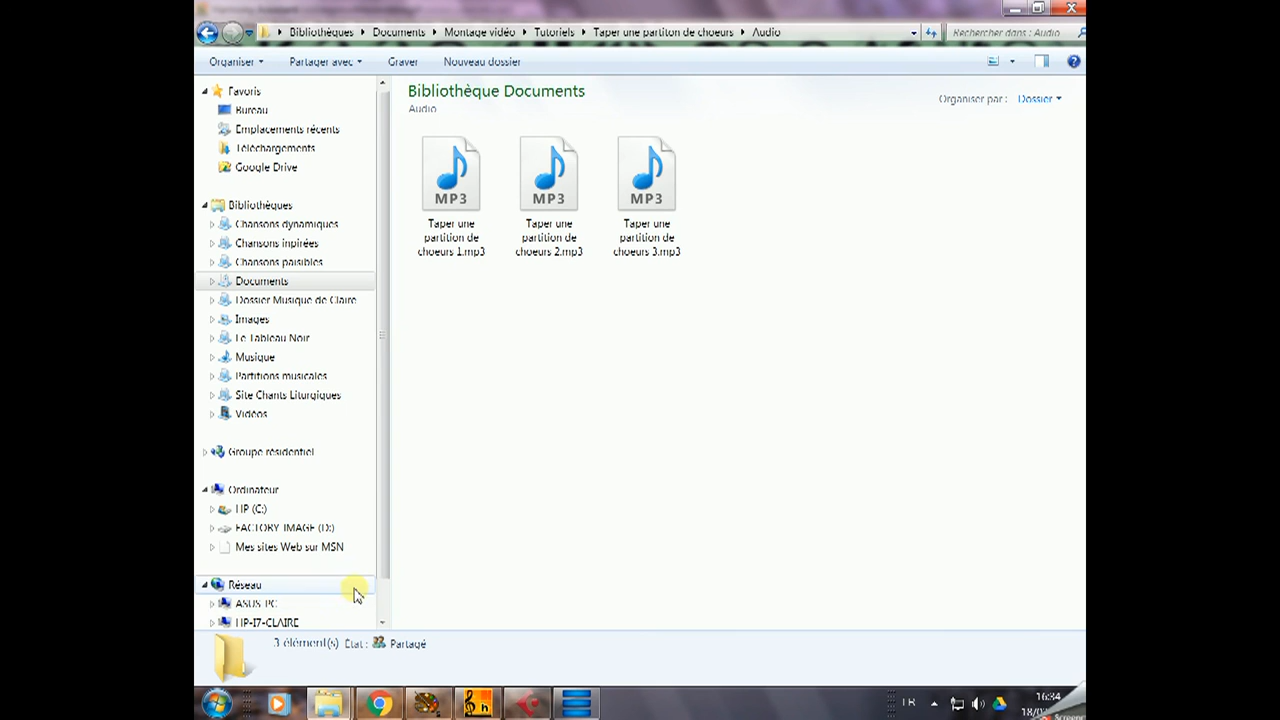 Bibliothèques Documents Montage vidéo Tutoriels Taper une partiton de choeurs Audio
Rechercher dans : Audio
Organiser Partager avec Graver Nouveau dossier
Favoris
Bureau
Emplacements récents
Téléchargements
Google Drive
Bibliothèques
Chansons dynamiques
Chansons inpirées
Chansons paisibles
Documents
Dossier Musique de Claire
Images
Le Tableau Noir
Musique
Partitions musicales
Site Chants Liturgiques
Vidéos
Groupe résidentiel
Ordinateur
HP (C:)
FACTORY IMAGE (D:)
Mes sites Web sur MSN
Réseau
ASUS-PC
HP-I7-CLAIRE
Bibliothèque Documents
Audio
Organiser par : Dossier
MP3 MP3 MP3
Taper une
partition de
choeurs 1.mp3
Taper une
partition de
choeurs 2.mp3
Taper une
partition de
choeurs 3.mp3
3 élément(s) État : Partagé
FR
16:34